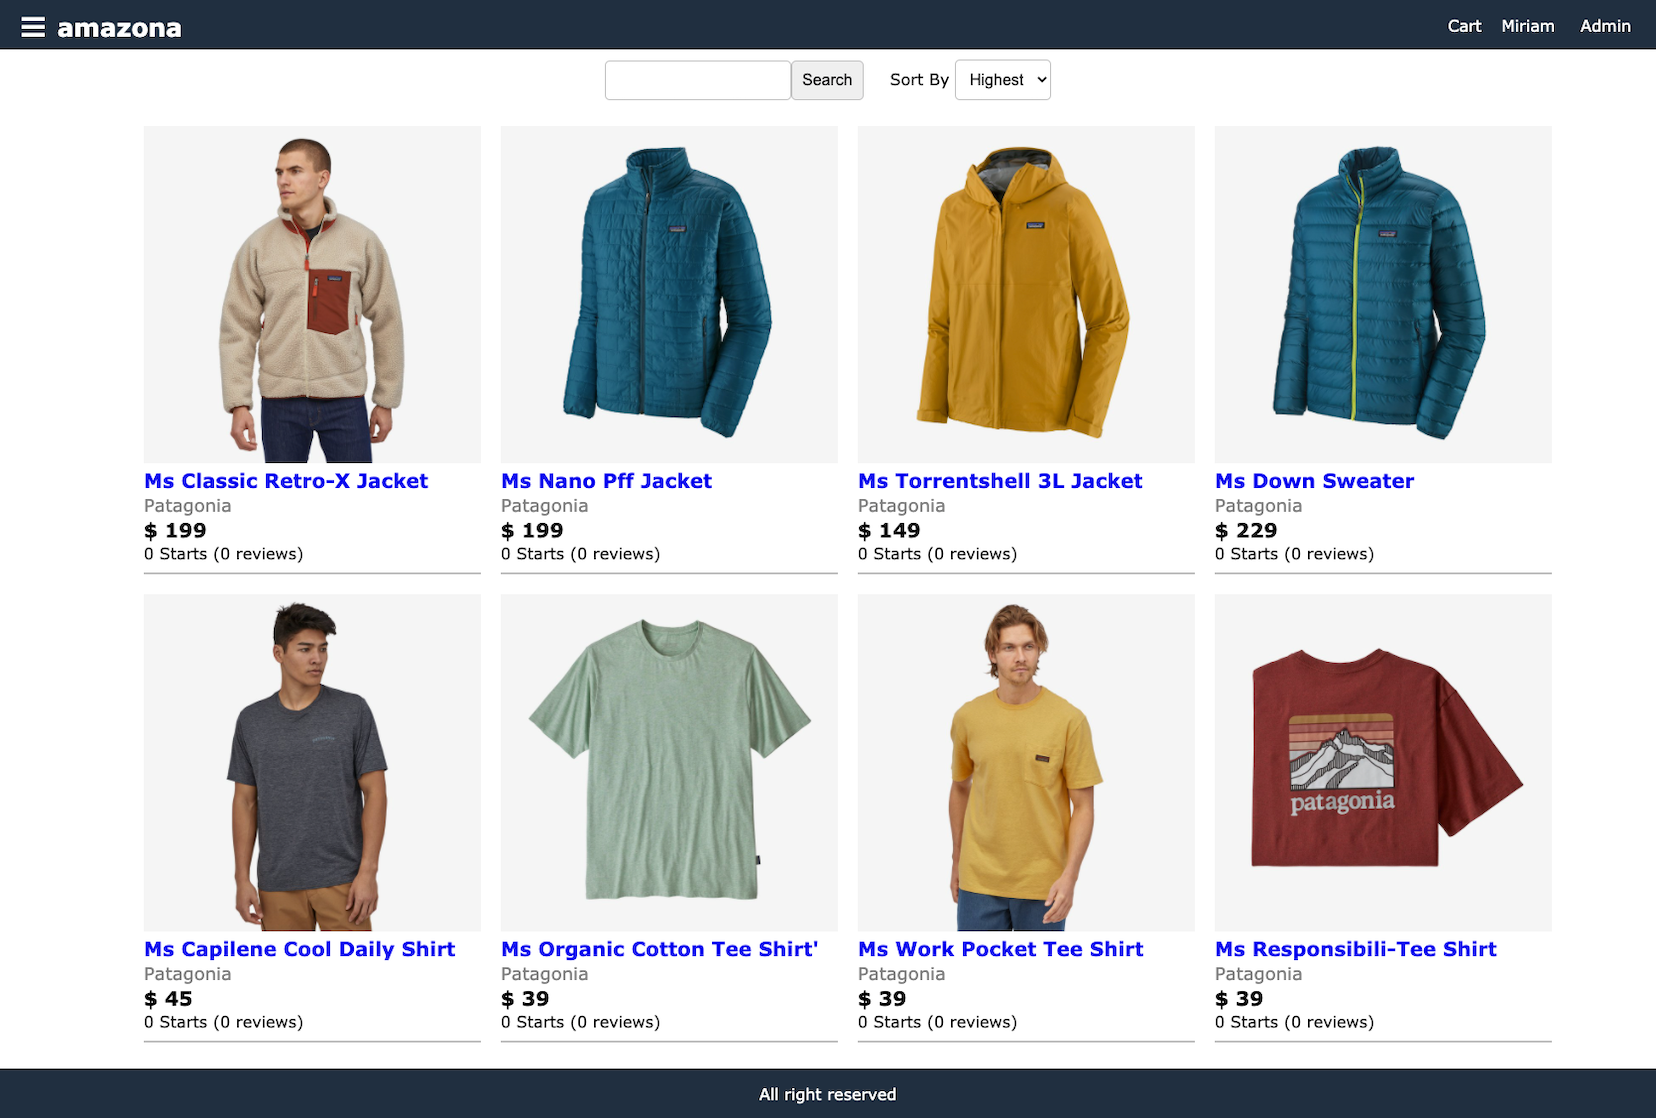 amazona
Cart Miriam Admin
Search Sort By Highest
Ms Classic Retro-X Jacket
Patagonia
$ 199
0 Starts (0 reviews)
Ms Nano Pff Jacket
Patagonia
$ 199
0 Starts (0 reviews)
Ms Torrentshell 3L Jacket
Patagonia
$ 149
0 Starts (0 reviews)
Ms Down Sweater
Patagonia
$ 229
0 Starts (0 reviews)
patagonia
Ms Capilene Cool Daily Shirt
Patagonia
$ 45
0 Starts (0 reviews)
Ms Organic Cotton Tee Shirt'
Patagonia
$ 39
0 Starts (0 reviews)
Ms Work Pocket Tee Shirt
Patagonia
$ 39
0 Starts (0 reviews)
Ms Responsibili-Tee Shirt
Patagonia
$ 39
0 Starts (0 reviews)
All right reserved